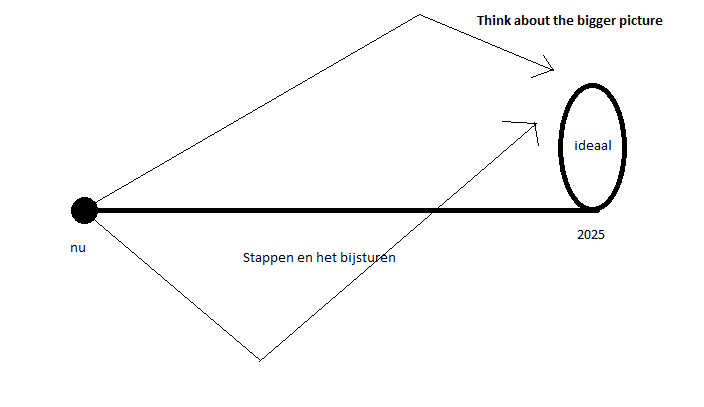 Think about the bigger picture
ideaal
nu
2025
Stappen en het bijsturen